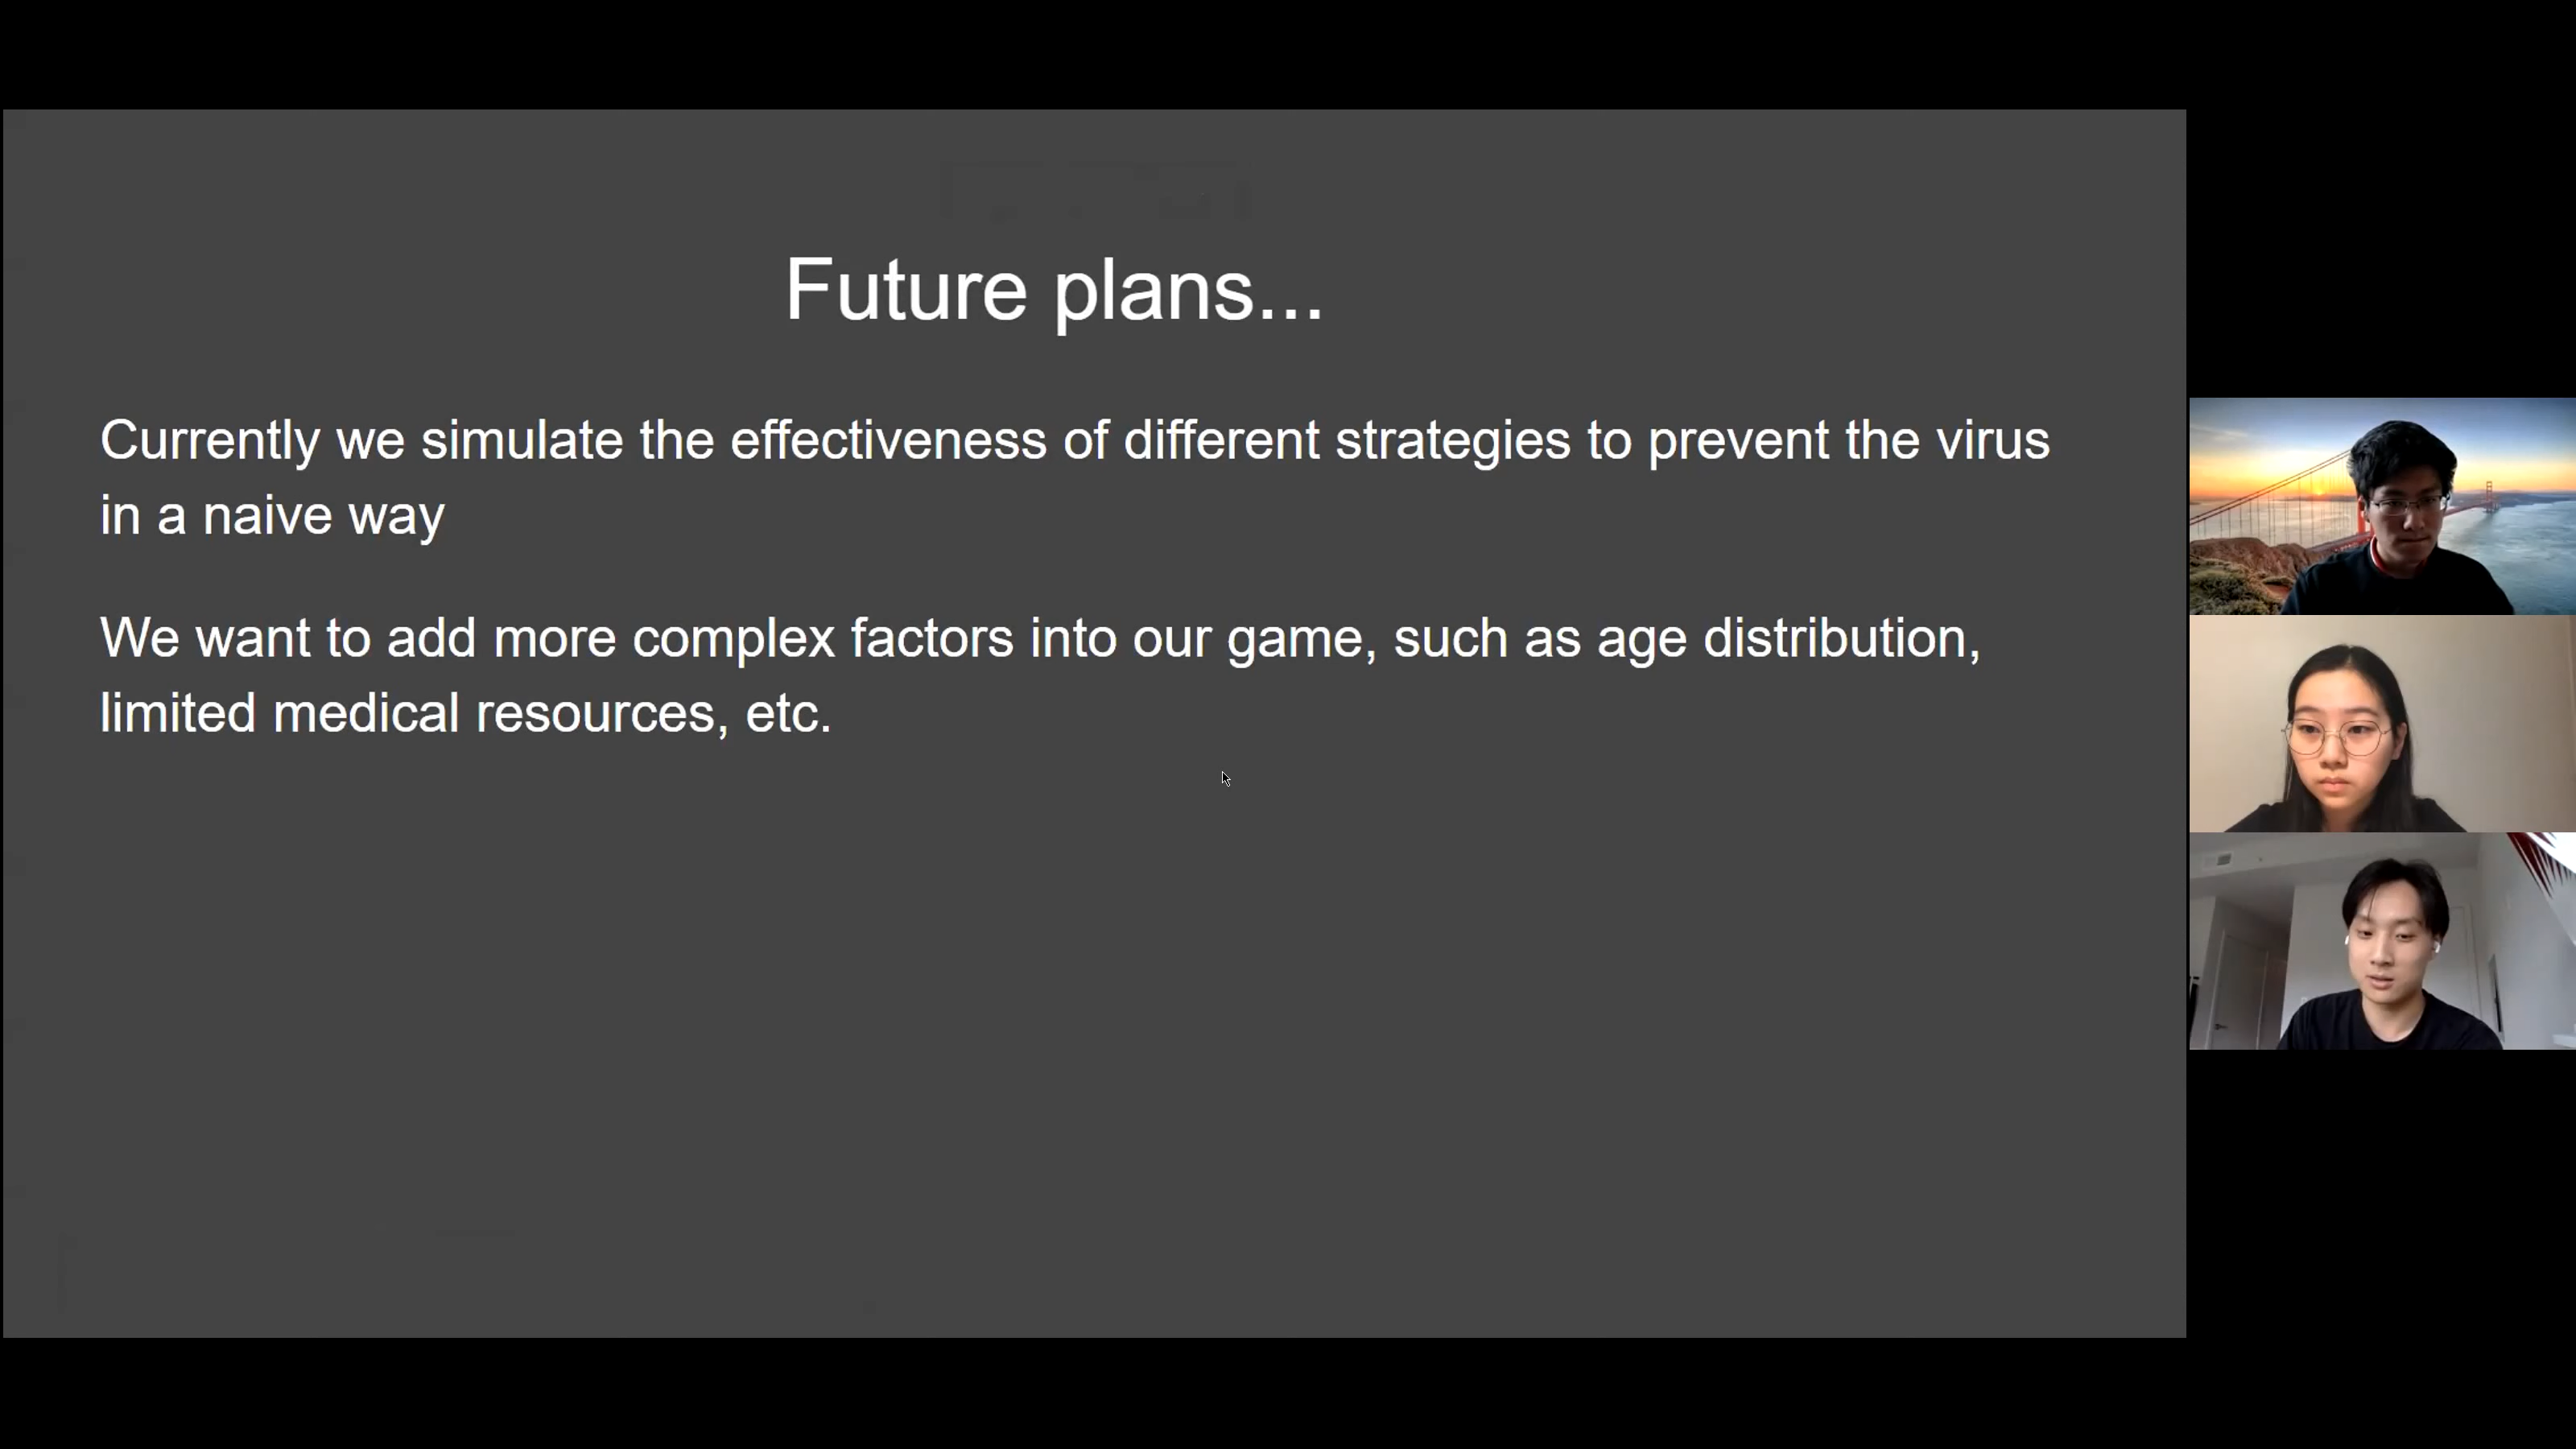 Future plans...
Currently we simulate the effectiveness of different strategies to prevent the virus
in a naive way
We want to add more complex factors into our game, such as age distribution,
limited medical resources, etc.